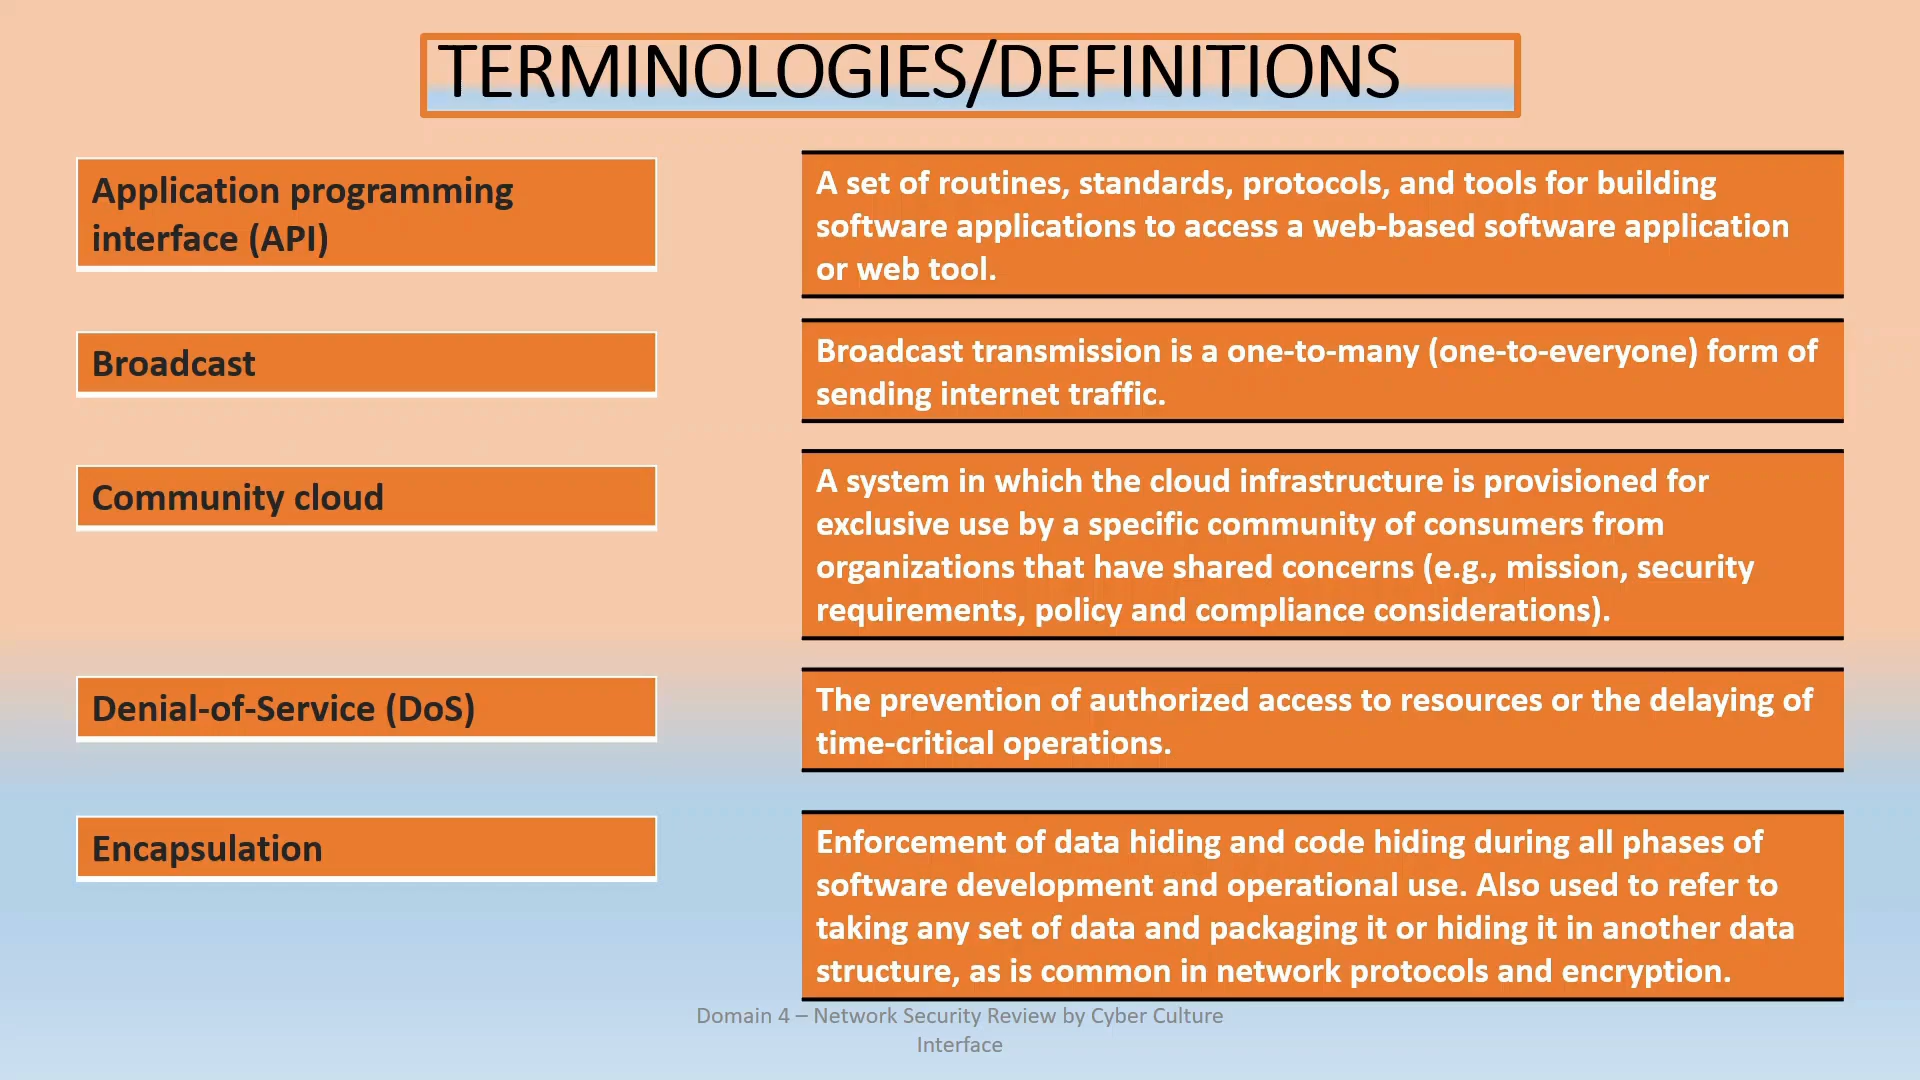 TERMINOLOGIES/DEFINITIONS
Application programming
interface (API)
A set of routines, standards, protocols, and tools for building
software applications to access a web-based software application
or web tool.
Broadcast
Broadcast transmission is a one-to-many (one-to-everyone) form of
sending internet traffic.
Community cloud
A system in which the cloud infrastructure is provisioned for
exclusive use by a specific community of consumers from
organizations that have shared concerns (e.g., mission, security
requirements, policy and compliance considerations).
Denial-of-Service (DoS)
The prevention of authorized access to resources or the delaying of
time-critical operations.
Encapsulation
Enforcement of data hiding and code hiding during all phases of
software development and operational use. Also used to refer to
taking any set of data and packaging it or hiding it in another data
structure, as is common in network protocols and encryption.
Domain 4 – Network Security Review by Cyber Culture
Interface